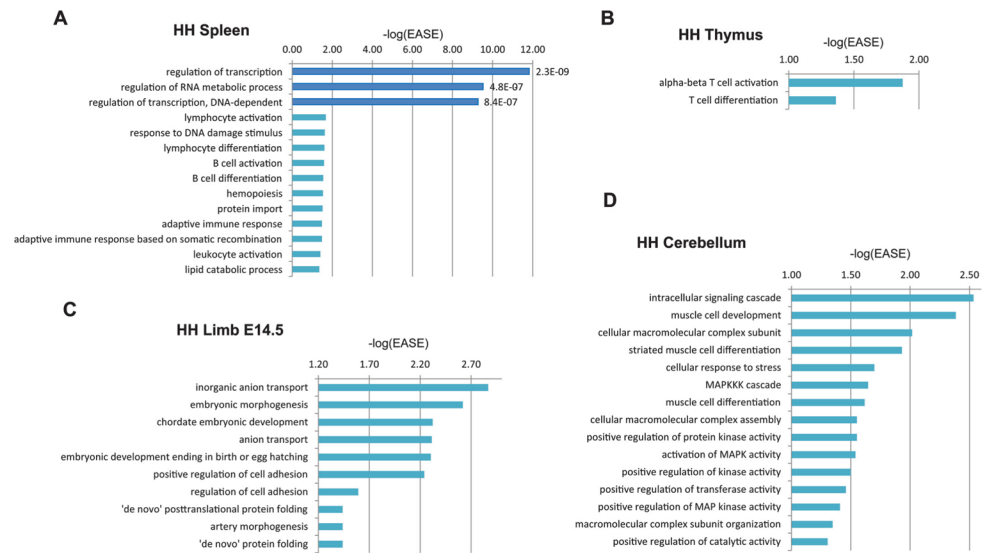 A
HH Spleen
-log(EASE)
0.00 2.00 4.00 6.00 8.00 10.00 12.00
regulation of transcription
2.3E-09
regulation of RNA metabolic process
4.8E-07
regulation of transcription, DNA-dependent
8.4E-07
lymphocyte activation
response to DNA damage stimulus
lymphocyte differentiation
B cell activation
B cell differentiation
hemopoiesis
protein import
adaptive immune response
adaptive immune response based on somatic recombination
leukocyte activation
lipid catabolic process
B
HH Thymus
-log(EASE)
1.00 1.50 2.00
alpha-beta T cell activation
T cell differentiation
C
HH Limb E14.5
-log(EASE)
1.20 1.70 2.20 2.70
inorganic anion transport
embryonic morphogenesis
chordate embryonic development
anion transport
embryonic development ending in birth or egg hatching
positive regulation of cell adhesion
regulation of cell adhesion
'de novo' posttranslational protein folding
artery morphogenesis
'de novo' protein folding
D
HH Cerebellum
-log(EASE)
1.00 1.50 2.00 2.50
intracellular signaling cascade
muscle cell development
cellular macromolecular complex subunit
striated muscle cell differentiation
cellular response to stress
MAPKKK cascade
muscle cell differentiation
cellular macromolecular complex assembly
positive regulation of protein kinase activity
activation of MAPK activity
positive regulation of kinase activity
positive regulation of transferase activity
positive regulation of MAP kinase activity
macromolecular complex subunit organization
positive regulation of catalytic activity